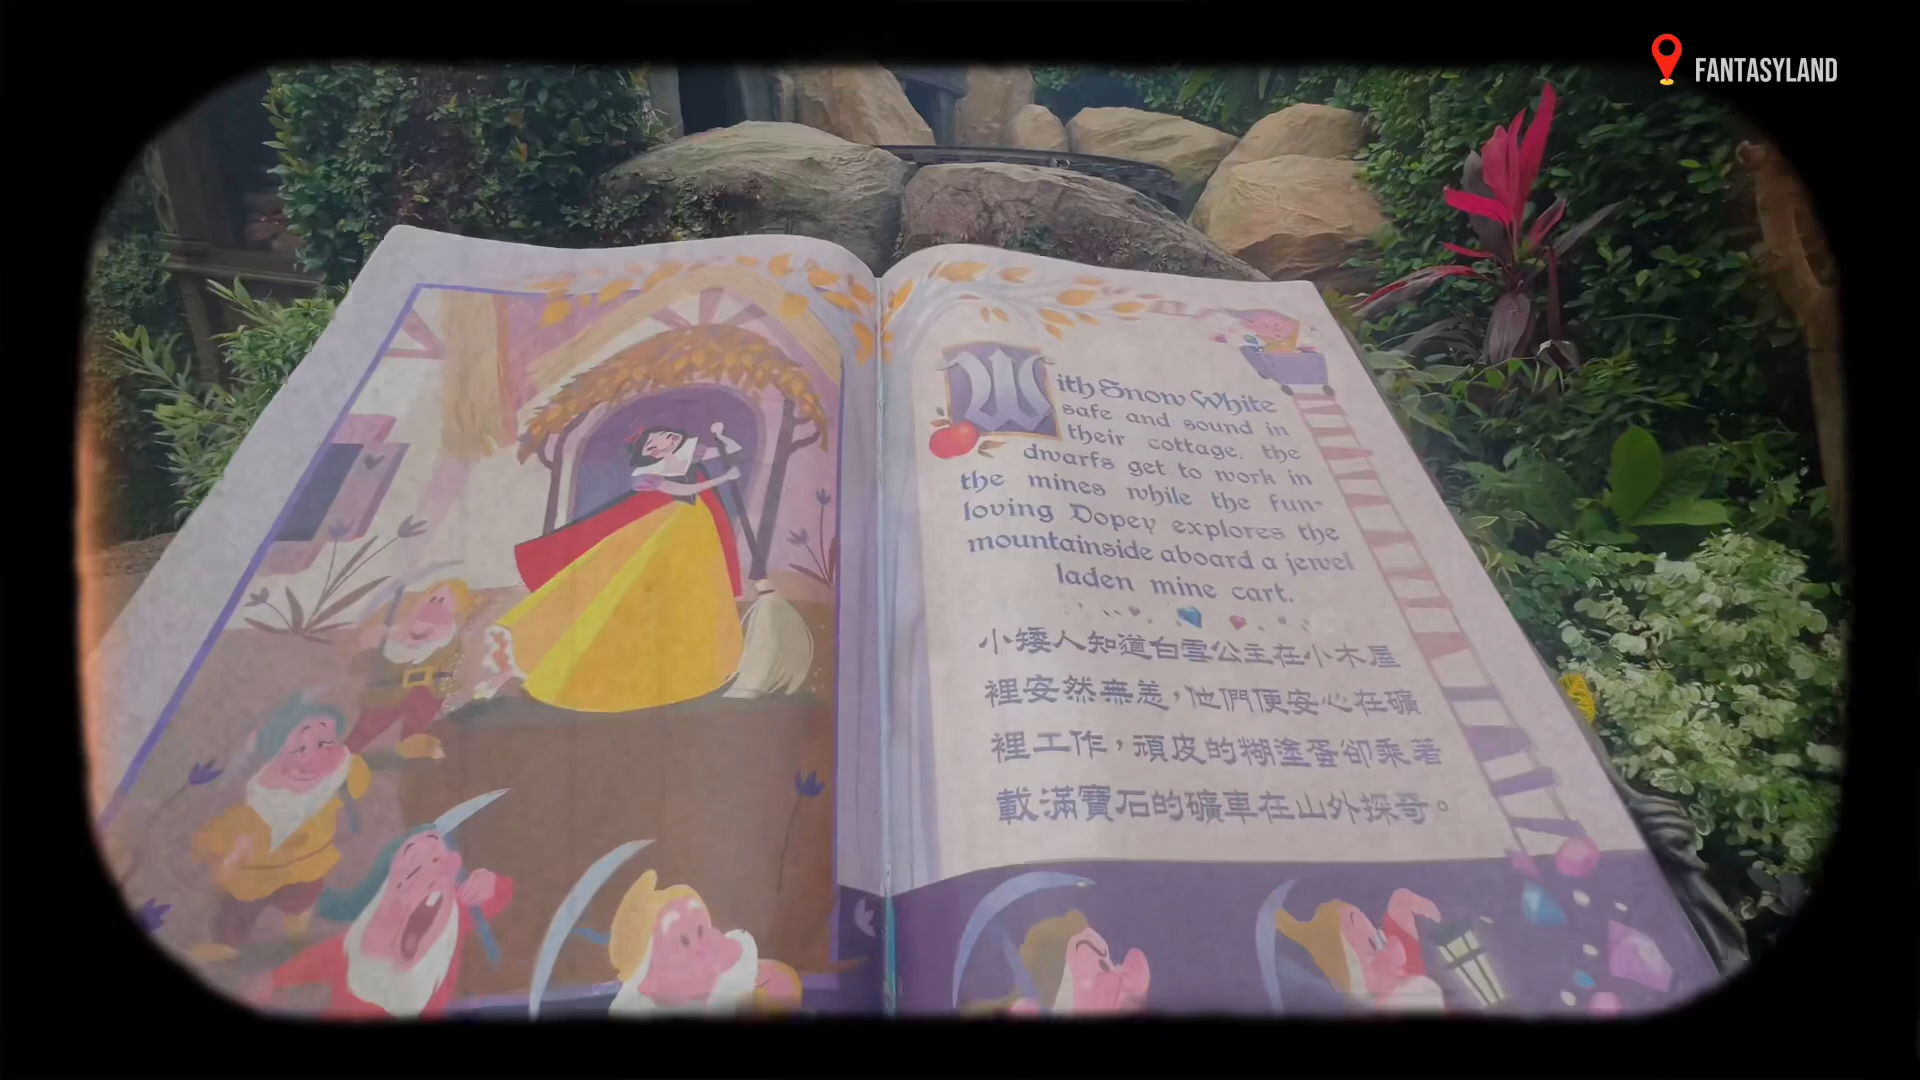 FANTASYLAND
With Snow White
safe and sound in
their cottage, the
dwarfs get to work in
the mines while the fun-
loving Dopey explores the
mountainside aboard a jewel
laden mine cart.
小矮人知道白雪公主在小木屋
裡安然無恙，他們便安心在礦
裡工作，頑皮的糊塗蛋卻乘著
載滿寶石的礦車在山外探奇。